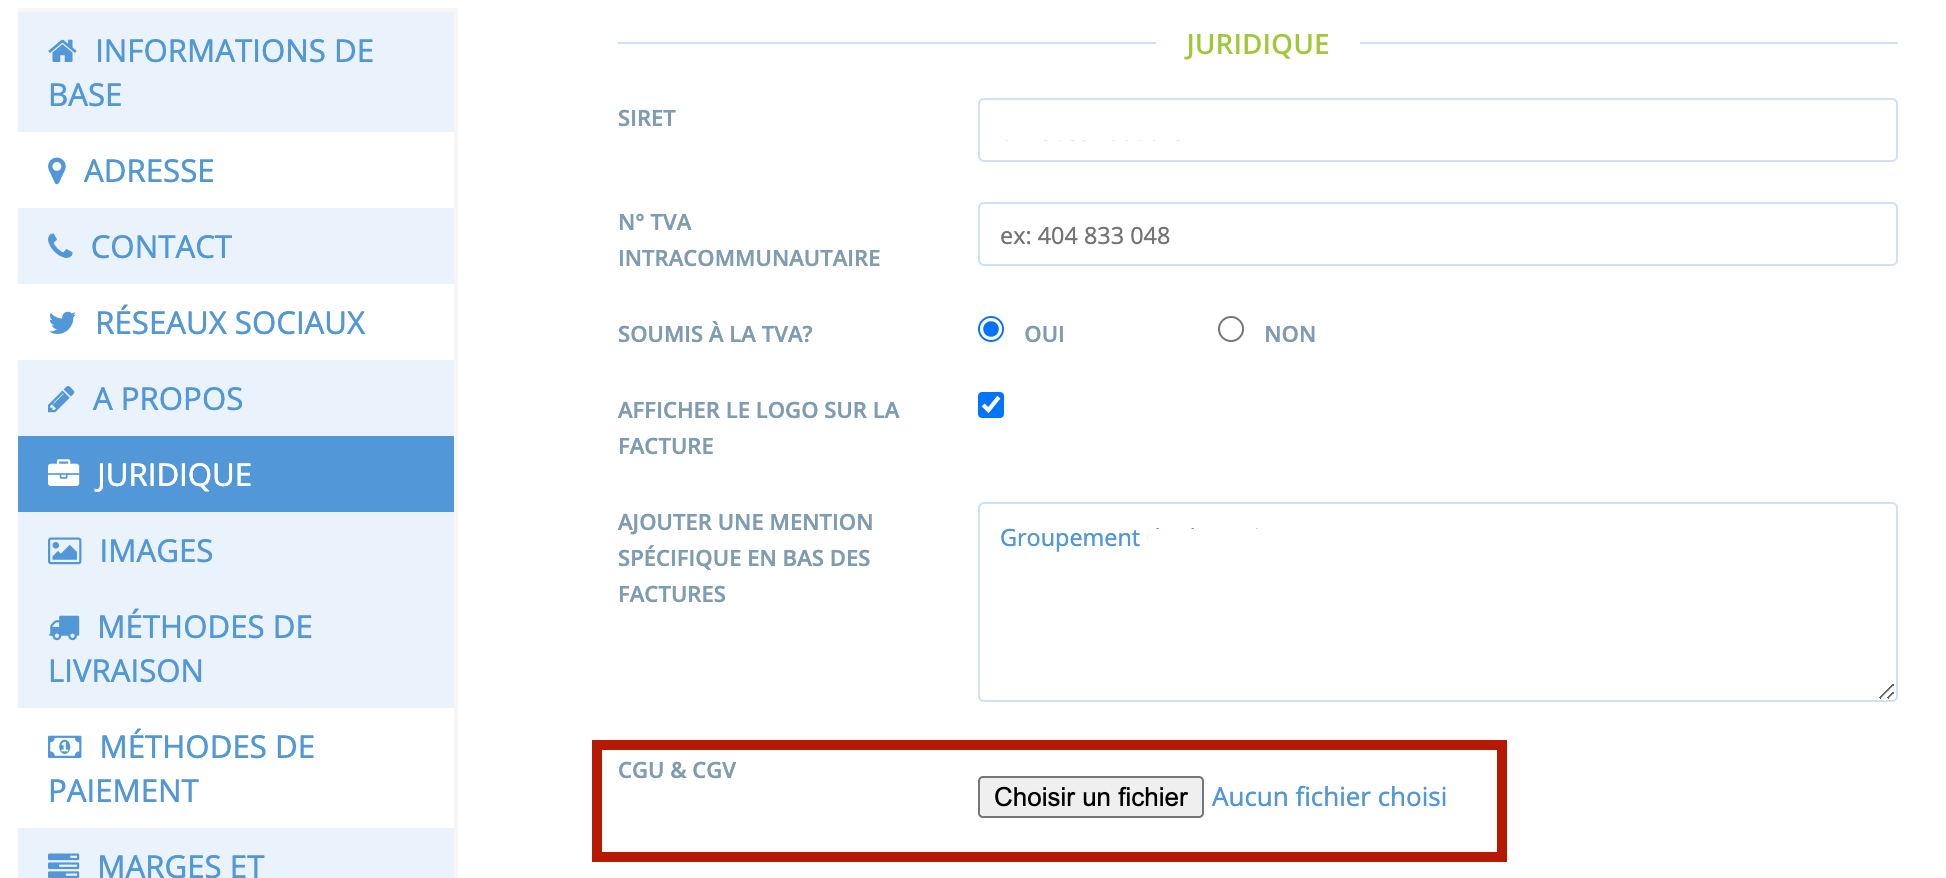 INFORMATIONS DE
BASE
ADRESSE
CONTACT
RÉSEAUX SOCIAUX
A PROPOS
JURIDIQUE
IMAGES
MÉTHODES DE
LIVRAISON
MÉTHODES DE
PAIEMENT
MARGES ET
JURIDIQUE
SIRET
N° TVA
INTRACOMMUNAUTAIRE
ex: 404 833 048
SOUMIS À LA TVA?
OUI
NON
AFFICHER LE LOGO SUR LA
FACTURE
AJOUTER UNE MENTION
SPÉCIFIQUE EN BAS DES
FACTURES
Groupement
CGU & CGV
Choisir un fichier
Aucun fichier choisi